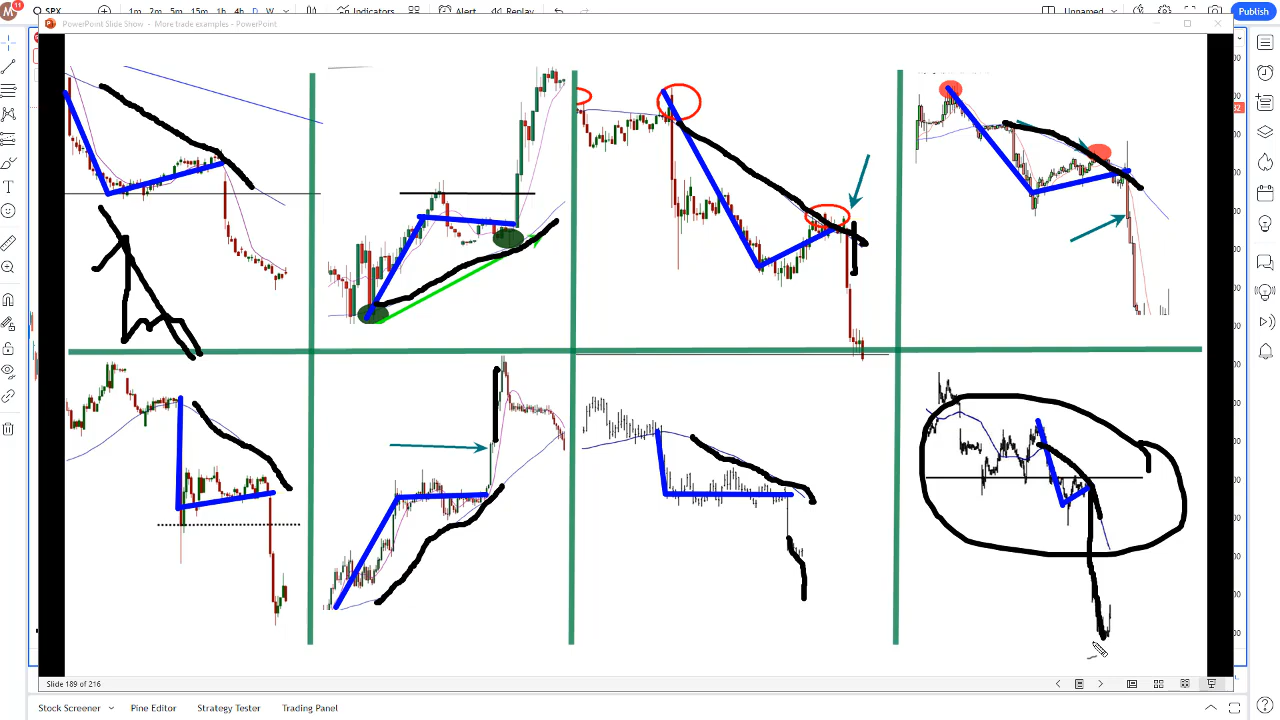 M 11 SPX 1m 2m 5m 15m 1h 4h D W Indicators Alert Replay Unnamed Publish
PowerPoint Slide Show - More trade examples - PowerPoint
Slide 189 of 216
Stock Screener Pine Editor Strategy Tester Trading Panel